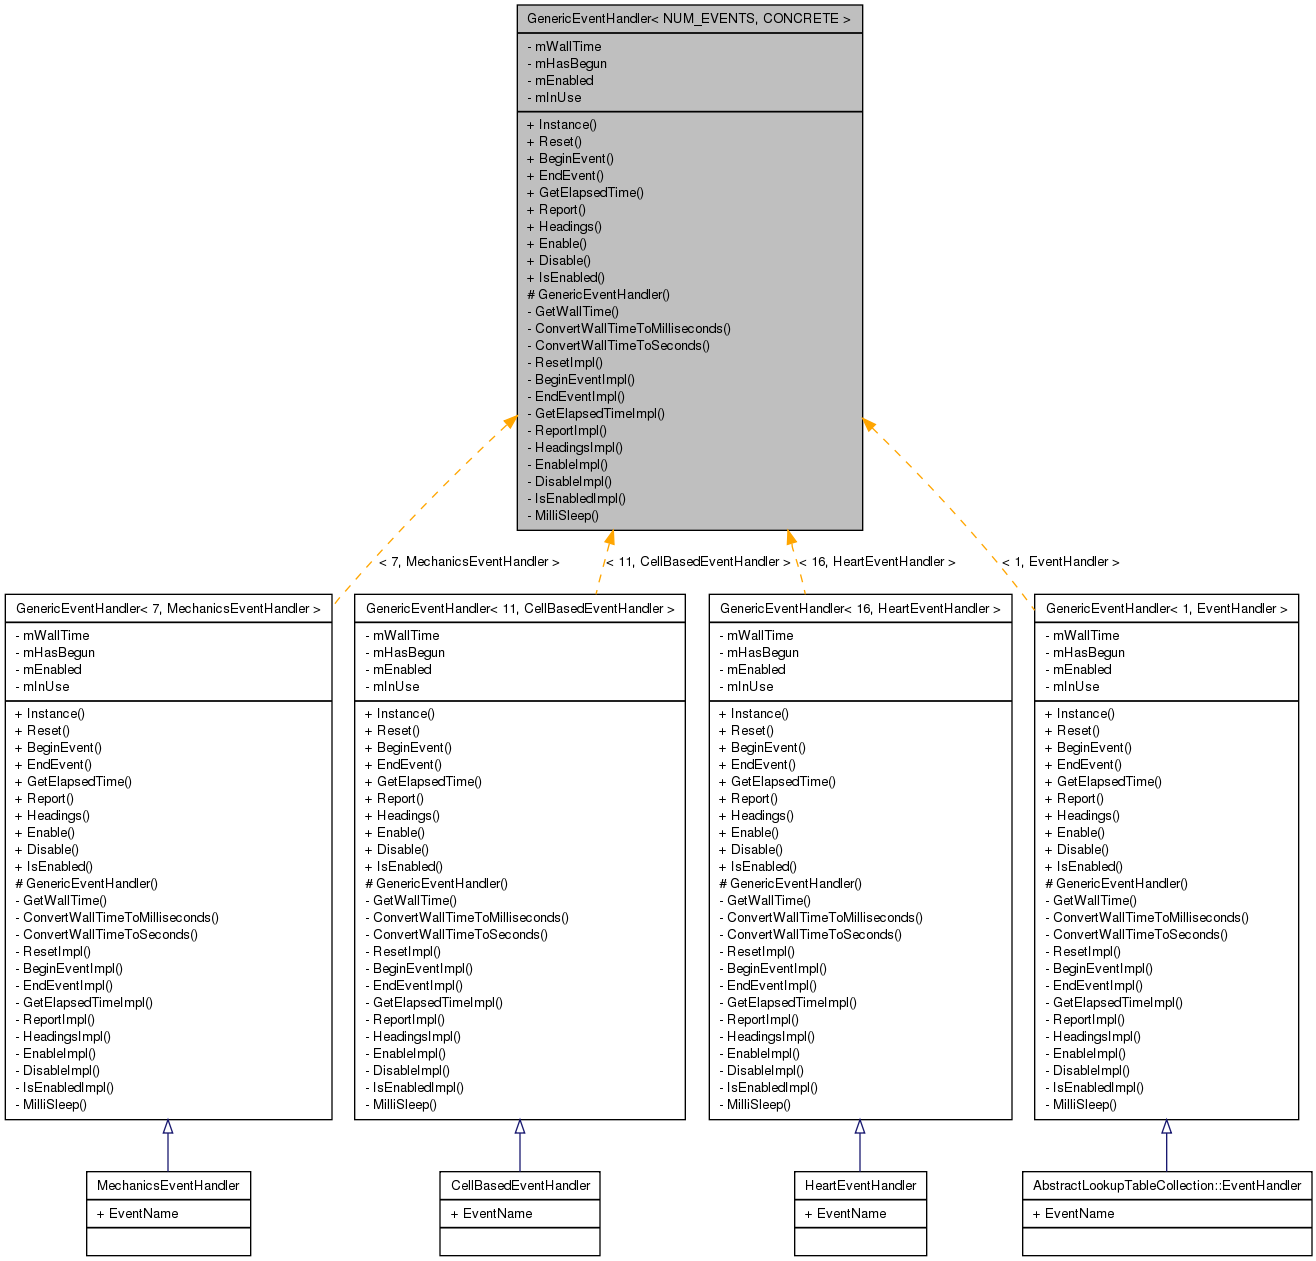 GenericEventHandler< NUM_EVENTS, CONCRETE >
- mWallTime
- mHasBegun
- mEnabled
- mInUse
+ Instance()
+ Reset()
+ BeginEvent()
+ EndEvent()
+ GetElapsedTime()
+ Report()
+ Headings()
+ Enable()
+ Disable()
+ IsEnabled()
# GenericEventHandler()
- GetWallTime()
- ConvertWallTimeToMilliseconds()
- ConvertWallTimeToSeconds()
- ResetImpl()
- BeginEventImpl()
- EndEventImpl()
- GetElapsedTimeImpl()
- ReportImpl()
- HeadingsImpl()
- EnableImpl()
- DisableImpl()
- IsEnabledImpl()
- MilliSleep()
< 7, MechanicsEventHandler >
< 11, CellBasedEventHandler >
< 16, HeartEventHandler >
< 1, EventHandler >
GenericEventHandler< 7, MechanicsEventHandler >
- mWallTime
- mHasBegun
- mEnabled
- mInUse
+ Instance()
+ Reset()
+ BeginEvent()
+ EndEvent()
+ GetElapsedTime()
+ Report()
+ Headings()
+ Enable()
+ Disable()
+ IsEnabled()
# GenericEventHandler()
- GetWallTime()
- ConvertWallTimeToMilliseconds()
- ConvertWallTimeToSeconds()
- ResetImpl()
- BeginEventImpl()
- EndEventImpl()
- GetElapsedTimeImpl()
- ReportImpl()
- HeadingsImpl()
- EnableImpl()
- DisableImpl()
- IsEnabledImpl()
- MilliSleep()
GenericEventHandler< 11, CellBasedEventHandler >
- mWallTime
- mHasBegun
- mEnabled
- mInUse
+ Instance()
+ Reset()
+ BeginEvent()
+ EndEvent()
+ GetElapsedTime()
+ Report()
+ Headings()
+ Enable()
+ Disable()
+ IsEnabled()
# GenericEventHandler()
- GetWallTime()
- ConvertWallTimeToMilliseconds()
- ConvertWallTimeToSeconds()
- ResetImpl()
- BeginEventImpl()
- EndEventImpl()
- GetElapsedTimeImpl()
- ReportImpl()
- HeadingsImpl()
- EnableImpl()
- DisableImpl()
- IsEnabledImpl()
- MilliSleep()
GenericEventHandler< 16, HeartEventHandler >
- mWallTime
- mHasBegun
- mEnabled
- mInUse
+ Instance()
+ Reset()
+ BeginEvent()
+ EndEvent()
+ GetElapsedTime()
+ Report()
+ Headings()
+ Enable()
+ Disable()
+ IsEnabled()
# GenericEventHandler()
- GetWallTime()
- ConvertWallTimeToMilliseconds()
- ConvertWallTimeToSeconds()
- ResetImpl()
- BeginEventImpl()
- EndEventImpl()
- GetElapsedTimeImpl()
- ReportImpl()
- HeadingsImpl()
- EnableImpl()
- DisableImpl()
- IsEnabledImpl()
- MilliSleep()
GenericEventHandler< 1, EventHandler >
- mWallTime
- mHasBegun
- mEnabled
- mInUse
+ Instance()
+ Reset()
+ BeginEvent()
+ EndEvent()
+ GetElapsedTime()
+ Report()
+ Headings()
+ Enable()
+ Disable()
+ IsEnabled()
# GenericEventHandler()
- GetWallTime()
- ConvertWallTimeToMilliseconds()
- ConvertWallTimeToSeconds()
- ResetImpl()
- BeginEventImpl()
- EndEventImpl()
- GetElapsedTimeImpl()
- ReportImpl()
- HeadingsImpl()
- EnableImpl()
- DisableImpl()
- IsEnabledImpl()
- MilliSleep()
MechanicsEventHandler
+ EventName
CellBasedEventHandler
+ EventName
HeartEventHandler
+ EventName
AbstractLookupTableCollection::EventHandler
+ EventName